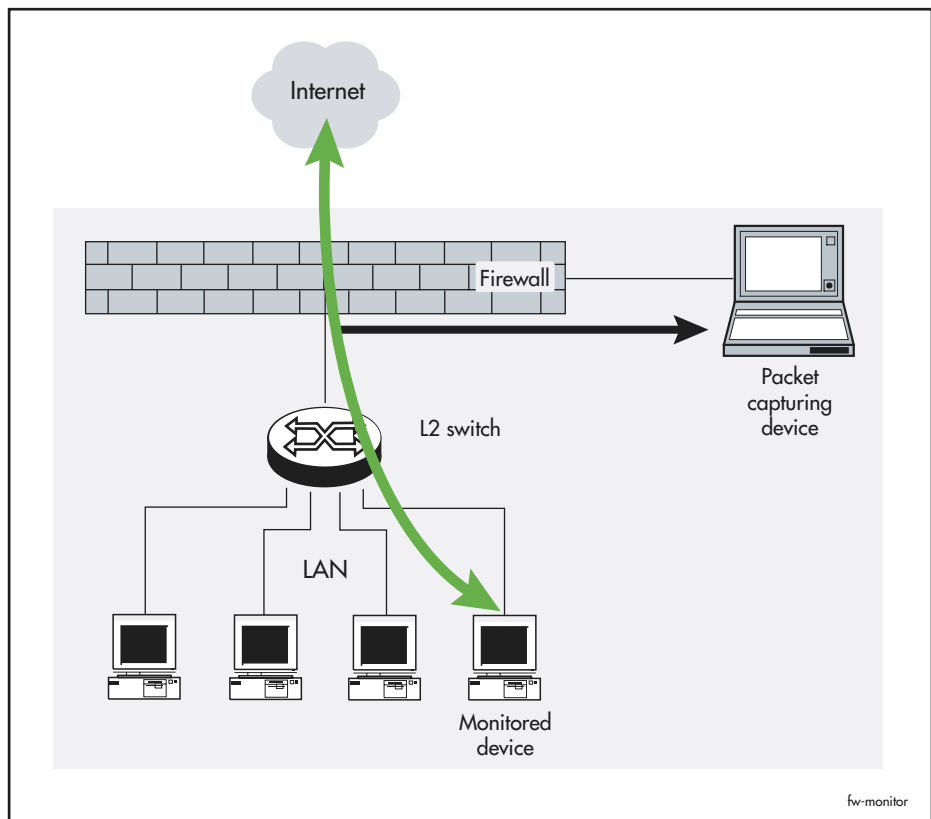 Internet
Firewall
Packet
capturing
device
L2 switch
LAN
Monitored
device
fw-monitor